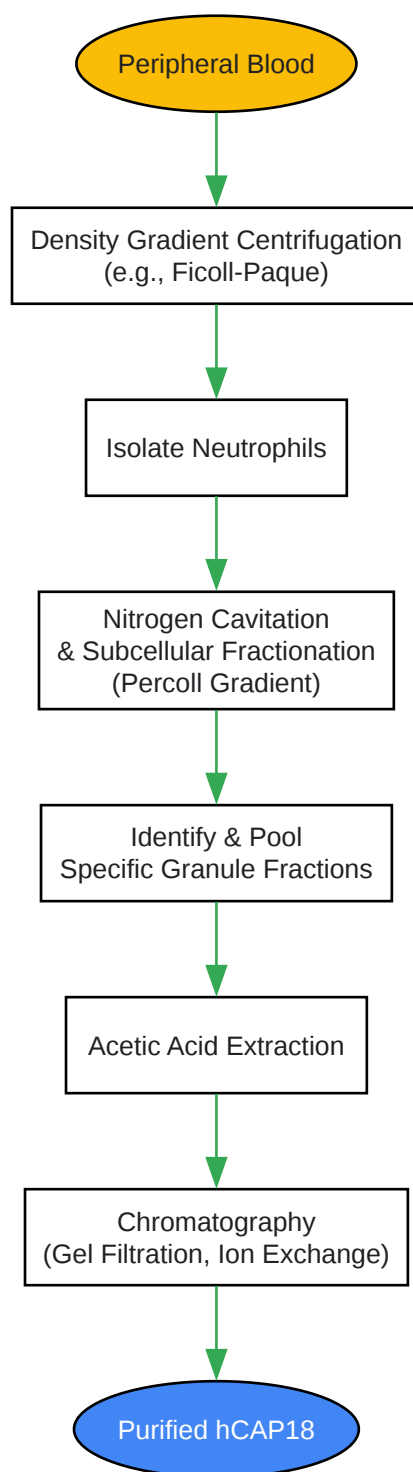 Peripheral Blood
Density Gradient Centrifugation
(e.g., Ficoll-Paque)
Isolate Neutrophils
Nitrogen Cavitation
& Subcellular Fractionation
(Percoll Gradient)
Identify & Pool
Specific Granule Fractions
Acetic Acid Extraction
Chromatography
(Gel Filtration, Ion Exchange)
Purified hCAP18